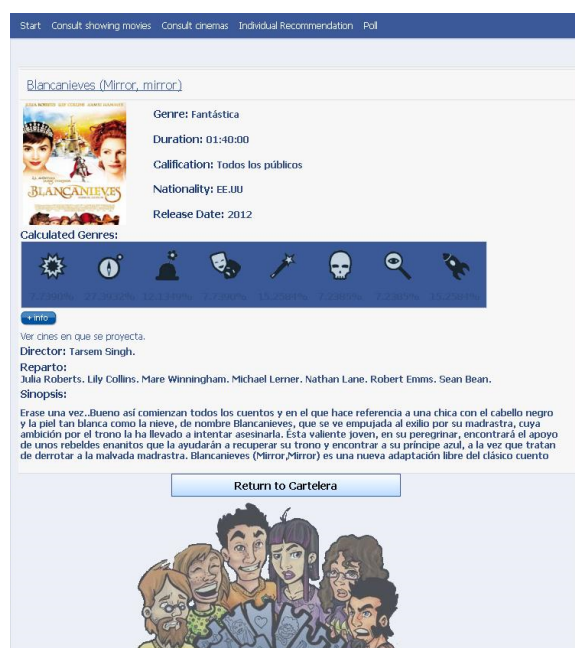 Start Consult showing movies Consult cinemas Individual Recommendation Poll
Blancanieves (Mirror, mirror)
BLANCANIEVES
Genre: Fantástica
Duration: 01:40:00
Calification: Todos los públicos
Nationality: EE.UU
Release Date: 2012
Calculated Genres:
+ info
Ver cines en que se proyecta.
Director: Tarsem Singh.
Reparto:
Julia Roberts. Lily Collins. Mare Winningham. Michael Lerner. Nathan Lane. Robert Emms. Sean Bean.
Sinopsis:
Erase una vez..Bueno así comienzan todos los cuentos y en el que hace referencia a una chica con el cabello negro
y la piel tan blanca como la nieve, de nombre Blancanieves, que se ve empujada al exilio por su madrastra, cuya
ambición por el trono la ha llevado a intentar asesinarla. Ésta valiente joven, en su peregrinar, encontrará el apoyo
de unos rebeldes enanitos que la ayudarán a recuperar su trono y encontrar a su príncipe azul, a la vez que tratan
de derrotar a la malvada madrastra. Blancanieves (Mirror,Mirror) es una nueva adaptación libre del clásico cuento
Return to Cartelera